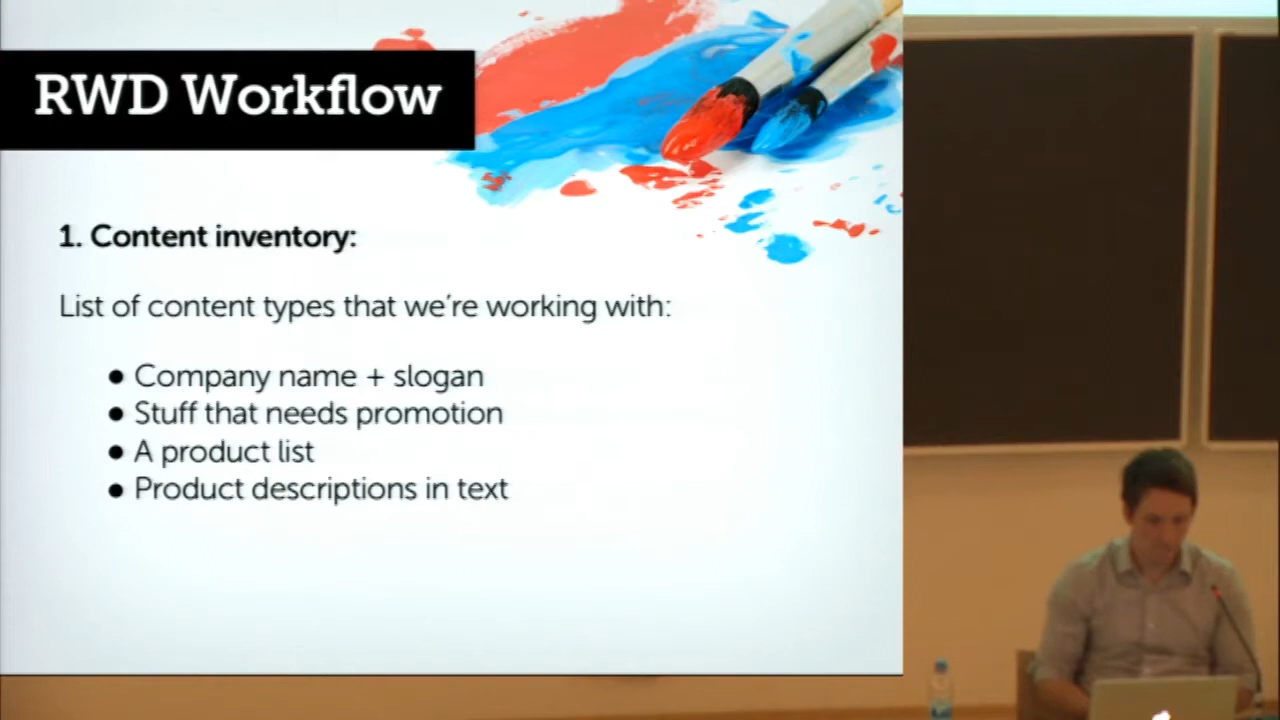 RWD Workflow
1. Content inventory:
List of content types that we're working with:
● Company name + slogan
● Stuff that needs promotion
● A product list
● Product descriptions in text